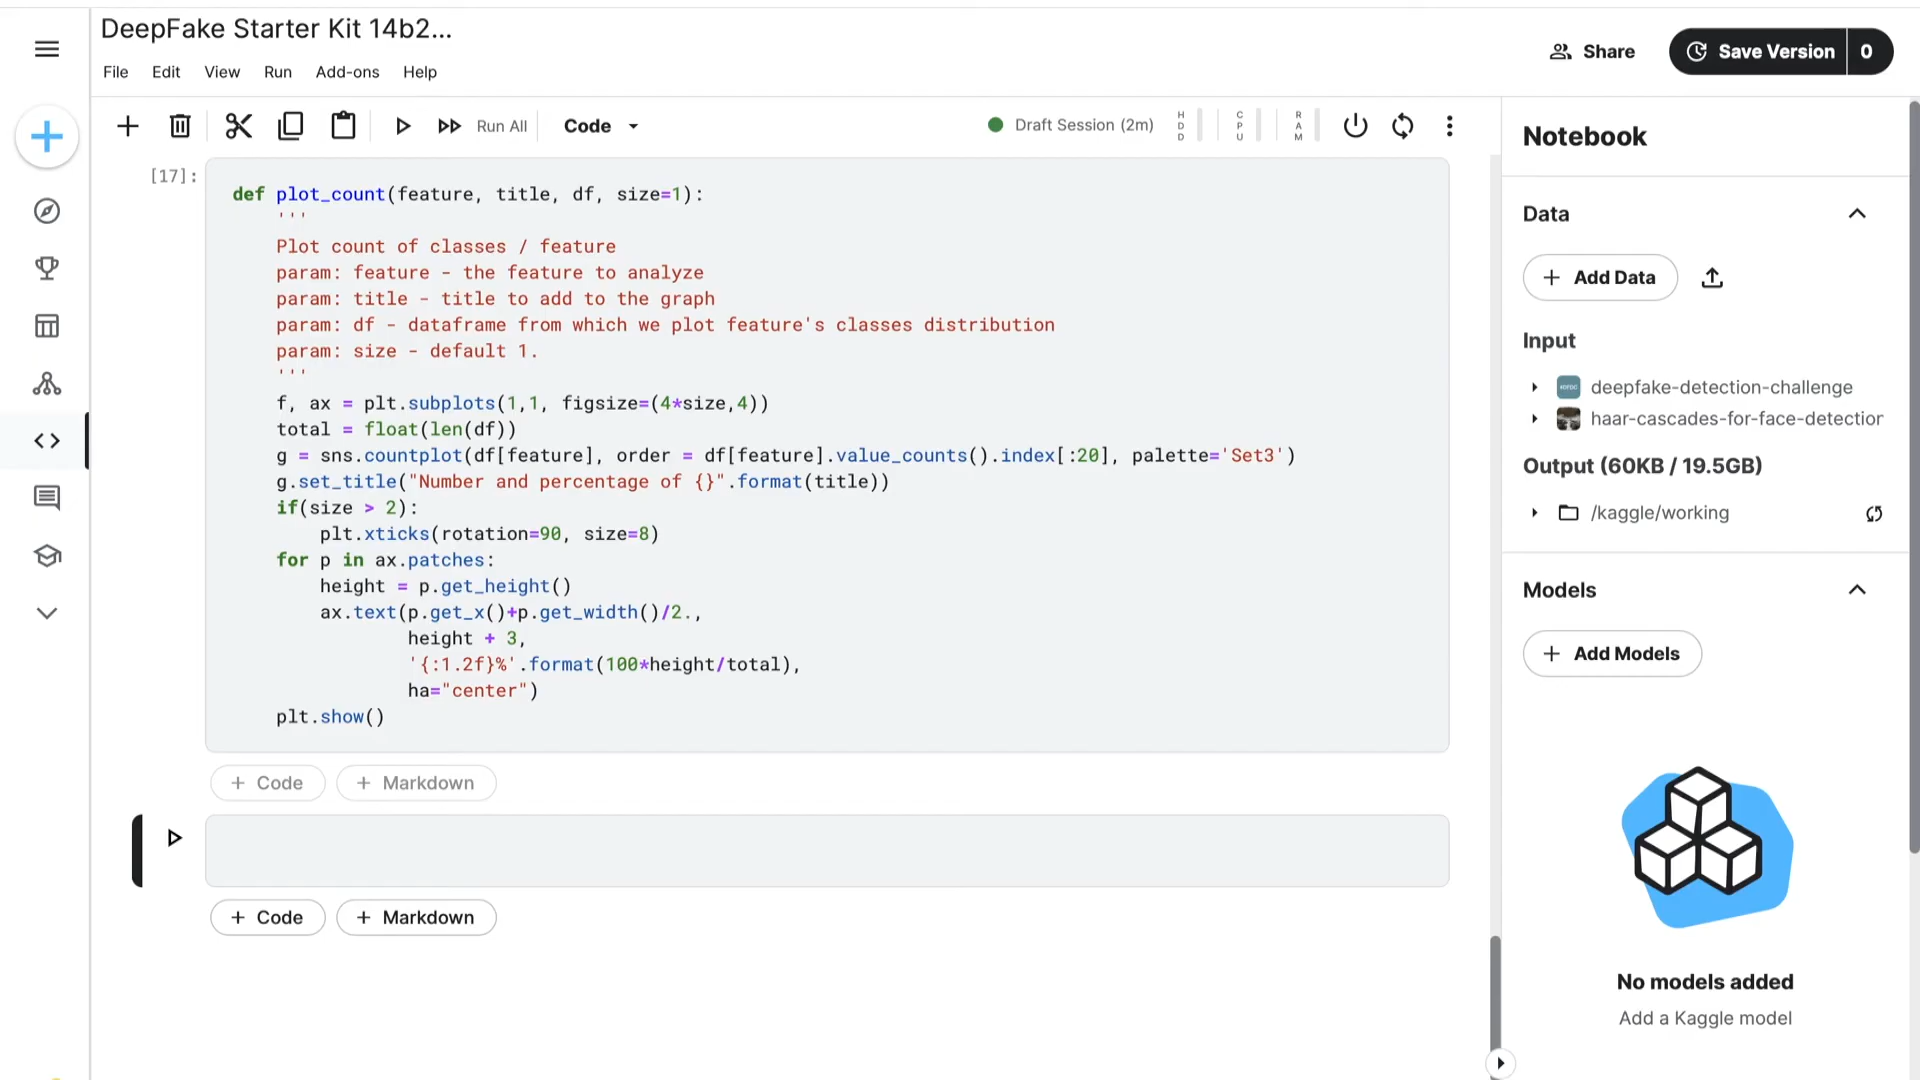 DeepFake Starter Kit 14b2...
File Edit View Run Add-ons Help
Share
Save Version 0
Run All Code
Draft Session (2m)
HDD
CPU
RAM
[17]:
def plot_count(feature, title, df, size=1):
'''
Plot count of classes / feature
param: feature - the feature to analyze
param: title - title to add to the graph
param: df - dataframe from which we plot feature's classes distribution
param: size - default 1.
'''
f, ax = plt.subplots(1,1, figsize=(4*size,4))
total = float(len(df))
g = sns.countplot(df[feature], order = df[feature].value_counts().index[:20], palette='Set3')
g.set_title("Number and percentage of {}".format(title))
if(size > 2):
plt.xticks(rotation=90, size=8)
for p in ax.patches:
height = p.get_height()
ax.text(p.get_x()+p.get_width()/2.,
height + 3,
'{:1.2f}%'.format(100*height/total),
ha="center")
plt.show()
+ Code + Markdown
+ Code + Markdown
Notebook
Data
+ Add Data
Input
deepfake-detection-challenge
haar-cascades-for-face-detection
Output (60KB / 19.5GB)
/kaggle/working
Models
+ Add Models
No models added
Add a Kaggle model